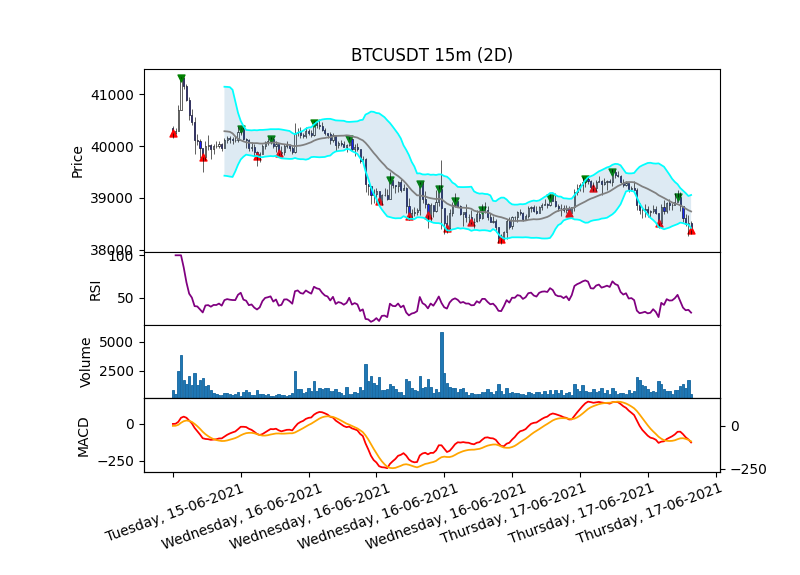 BTCUSDT 15m (2D)
41000
40000
39000
38000
Price
100
50
RSI
5000
2500
Volume
0
−250
MACD
0
−250
Tuesday, 15-06-2021
Wednesday, 16-06-2021
Wednesday, 16-06-2021
Wednesday, 16-06-2021
Wednesday, 16-06-2021
Thursday, 17-06-2021
Thursday, 17-06-2021
Thursday, 17-06-2021